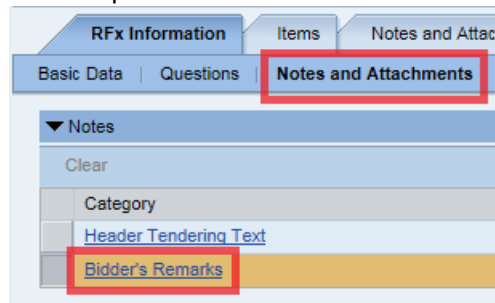 RFx Information Items Notes and Attac
Basic Data | Questions | Notes and Attachments
Notes
Clear
Category
Header Tendering Text
Bidder's Remarks